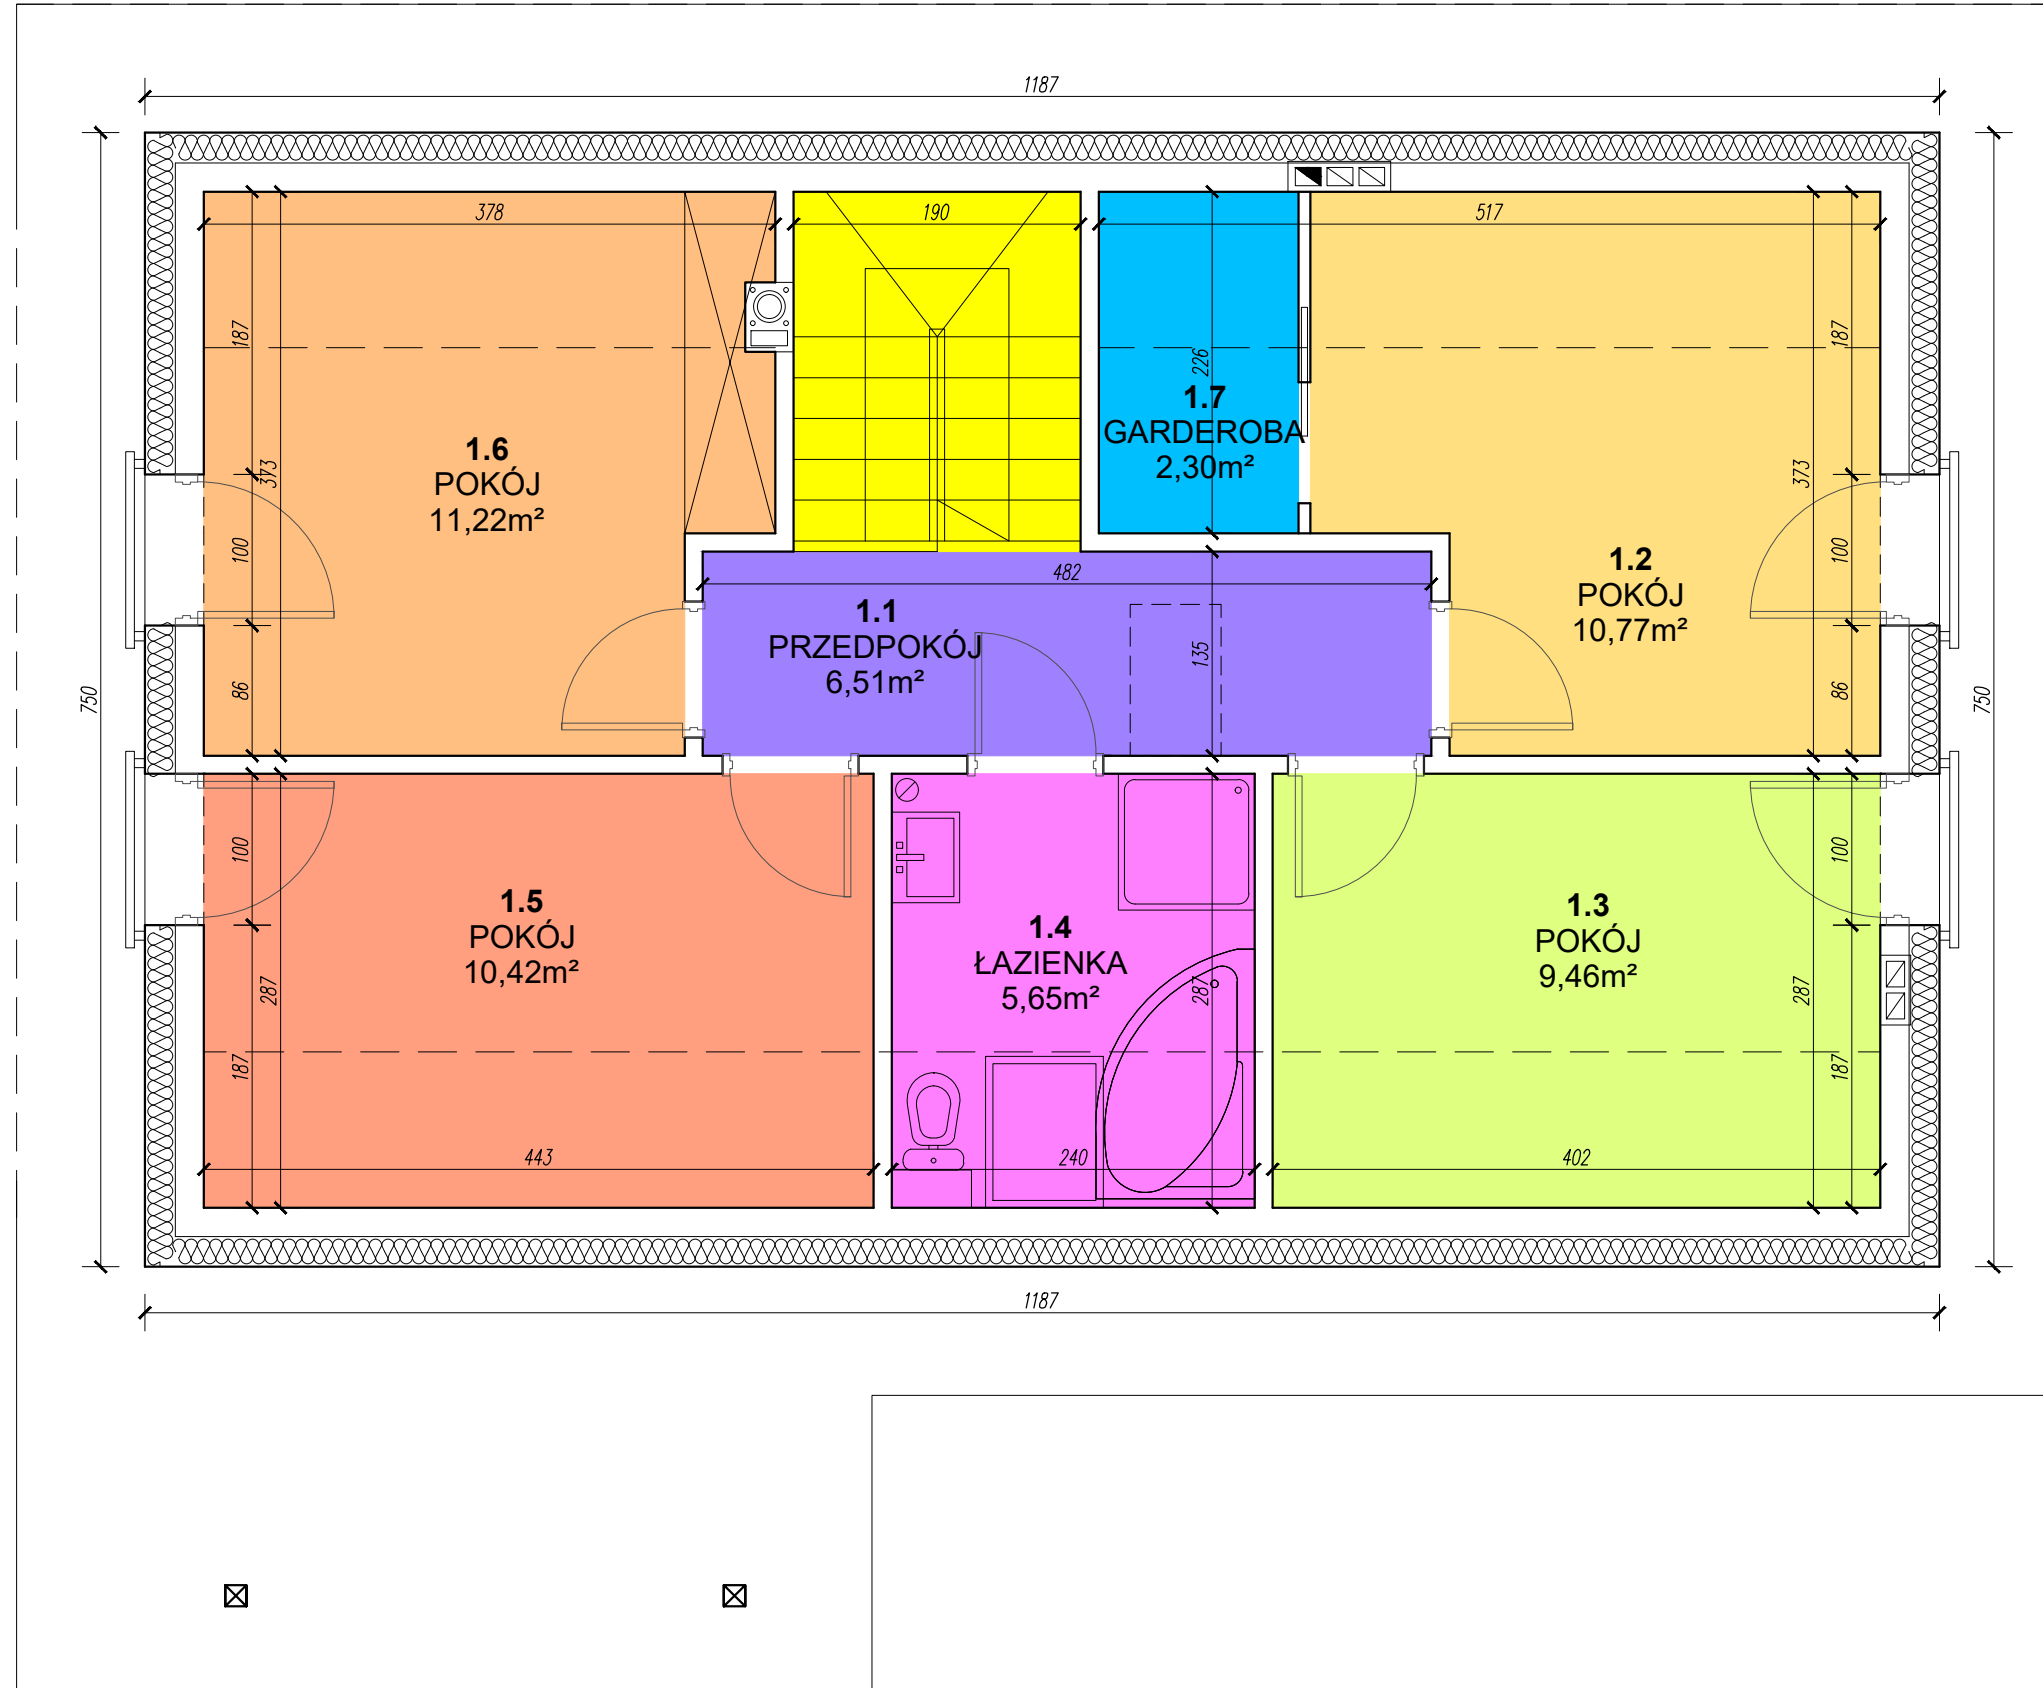 1187
378
190
517
187
373
226
187
373
1.7
GARDEROBA
2,30m²
1.6
POKÓJ
11,22m²
100
100
1.2
POKÓJ
10,77m²
482
1.1
PRZEDPOKÓJ
6,51m²
135
86
86
750
750
100
100
1.5
POKÓJ
10,42m²
1.4
ŁAZIENKA
5,65m²
1.3
POKÓJ
9,46m²
287
287
287
187
187
443
240
402
1187